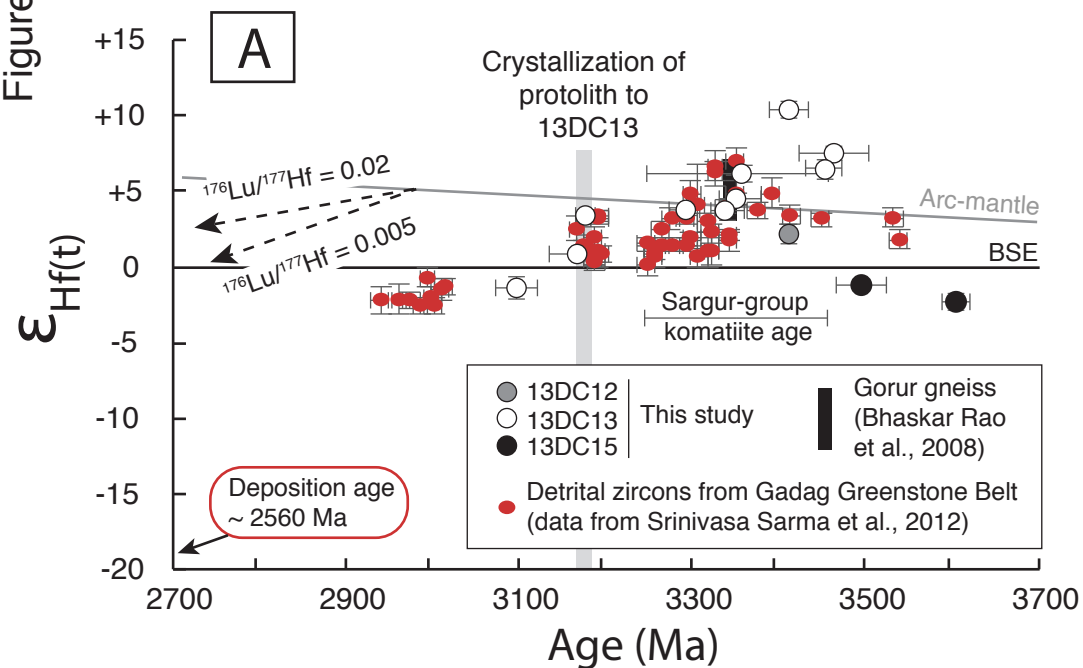 Figure
A
Crystallization of
protolith to
13DC13
+15
+10
+5
0
-5
-10
-15
-20
εHf(t)
176Lu/177Hf = 0.02
176Lu/177Hf = 0.005
Arc-mantle
BSE
Sargur-group
komatiite age
13DC12
13DC13
13DC15
This study
Gorur gneiss
(Bhaskar Rao
et al., 2008)
Detrital zircons from Gadag Greenstone Belt
(data from Srinivasa Sarma et al., 2012)
Deposition age
~ 2560 Ma
2700 2900 3100 3300 3500 3700
Age (Ma)